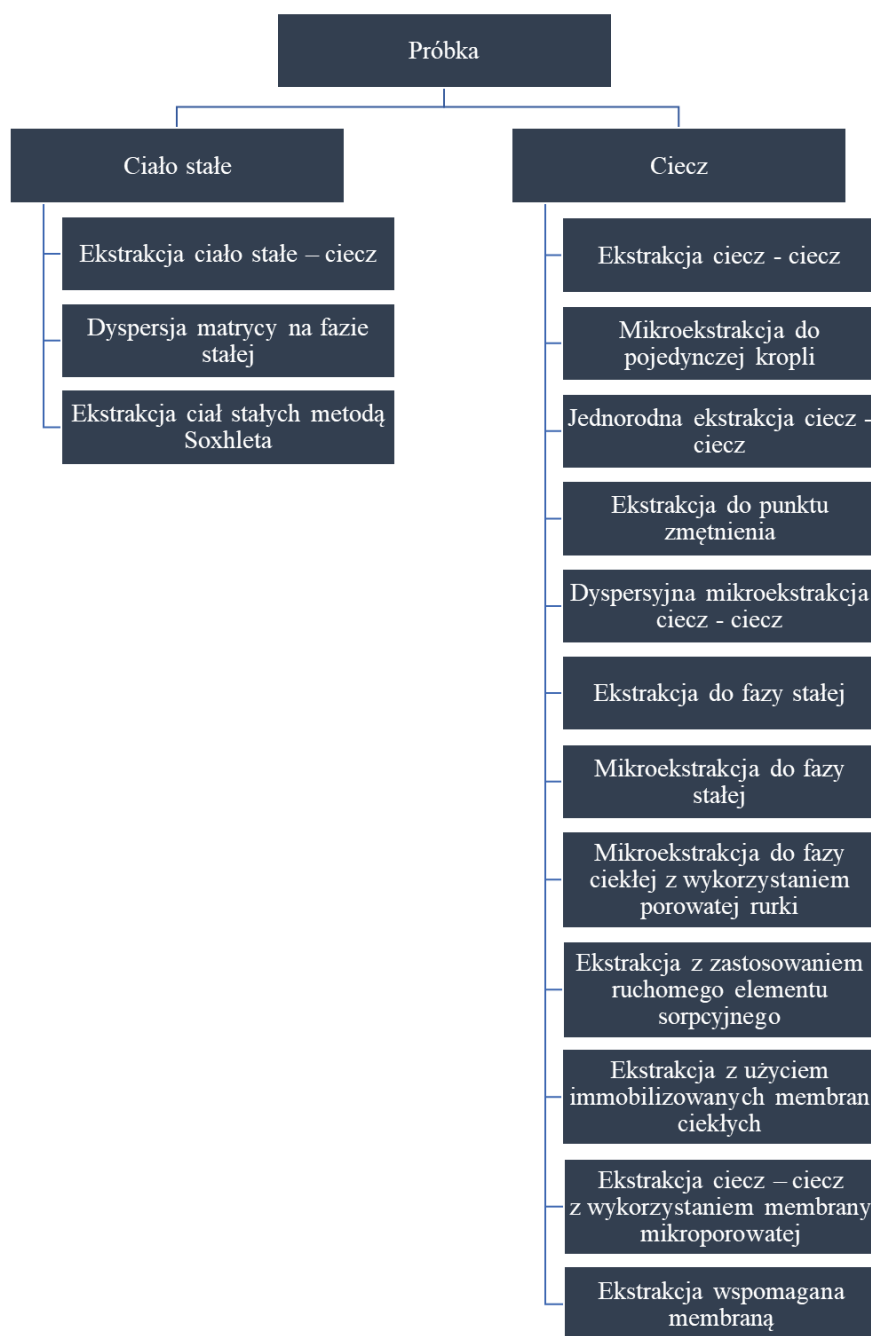 Próbka
Ciało stałe
Ekstrakcja ciało stałe – ciecz
Dyspersja matrycy na fazie
stałej
Ekstrakcja ciał stałych metodą
Soxhleta
Ciecz
Ekstrakcja ciecz - ciecz
Mikroekstrakcja do
pojedynczej kropli
Jednorodna ekstrakcja ciecz -
ciecz
Ekstrakcja do punktu
zmętnienia
Dyspersyjna mikroekstrakcja
ciecz - ciecz
Ekstrakcja do fazy stałej
Mikroekstrakcja do fazy
stałej
Mikroekstrakcja do fazy
ciekłej z wykorzystaniem
porowatej rurki
Ekstrakcja z zastosowaniem
ruchomego elementu
sorpcyjnego
Ekstrakcja z użyciem
immobilizowanych membran
ciekłych
Ekstrakcja ciecz – ciecz
z wykorzystaniem membrany
mikroporowatej
Ekstrakcja wspomagana
membraną